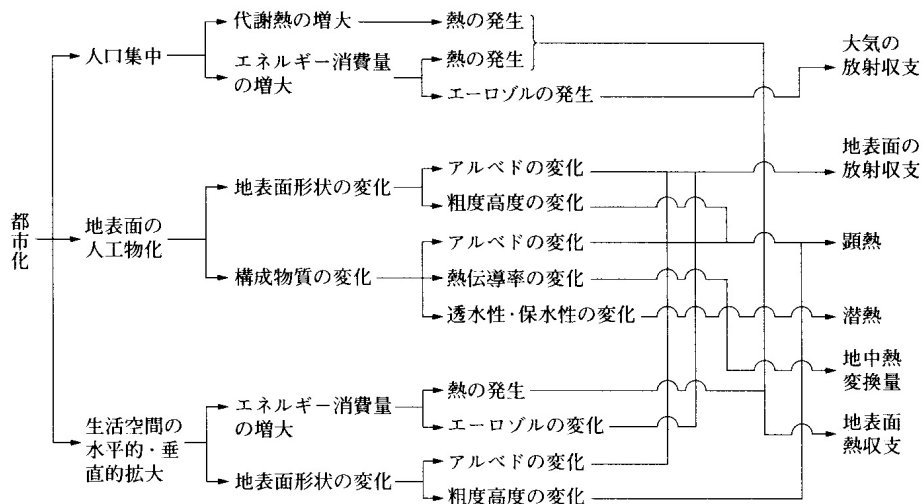 都市化
人口集中
代謝熱の増大
熱の発生
エネルギー消費量
の増大
熱の発生
エーロゾルの発生
大気の
放射収支
地表面の
人工物化
地表面形状の変化
アルベドの変化
粗度高度の変化
地表面の
放射収支
構成物質の変化
アルベドの変化
熱伝導率の変化
透水性・保水性の変化
顕熱
潜熱
地中熱
変換量
生活空間の
水平的・垂
直的拡大
エネルギー消費量
の増大
熱の発生
エーロゾルの変化
地表面形状の変化
アルベドの変化
粗度高度の変化
地表面
熱収支